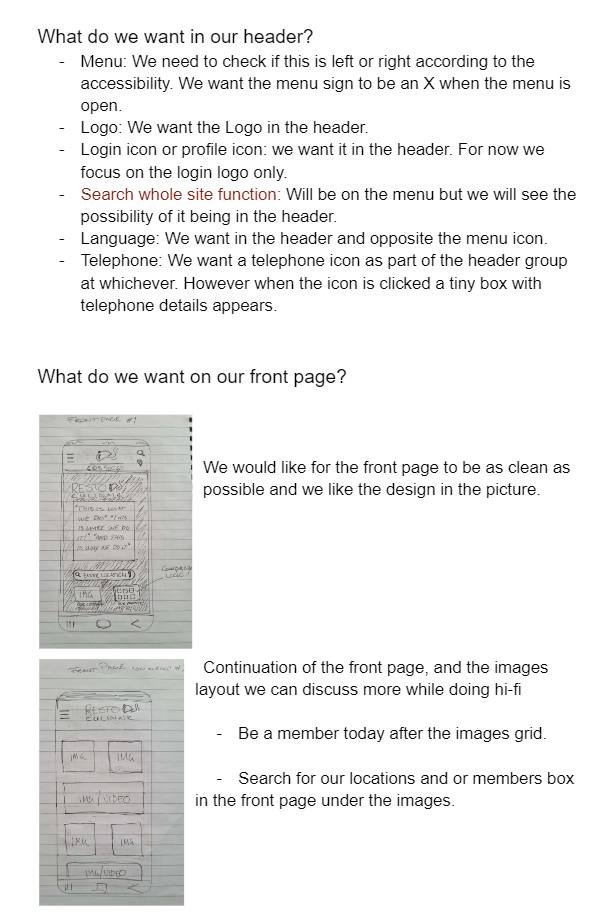 What do we want in our header?
- Menu: We need to check if this is left or right according to the
accessibility. We want the menu sign to be an X when the menu is
open.
- Logo: We want the Logo in the header.
- Login icon or profile icon: we want it in the header. For now we
focus on the login logo only.
- Search whole site function: Will be on the menu but we will see the
possibility of it being in the header.
- Language: We want in the header and opposite the menu icon.
- Telephone: We want a telephone icon as part of the header group
at whichever. However when the icon is clicked a tiny box with
telephone details appears.
What do we want on our front page?
FRONT PAGE #1
RESTO
CULINAIR
"THIS IS WHAT
WE DO" "THIS
IS WHERE WE DO
IT!" "AND THIS
IS WHY WE DO IT"
ENTER LOCATION
IMG
We would like for the front page to be as clean as
possible and we like the design in the picture.
FRONT PAGE
RESTO
CULINAIR
IMG IMG
IMG/VIDEO
IMG IMG
IMG/VIDEO
Continuation of the front page, and the images
layout we can discuss more while doing hi-fi
- Be a member today after the images grid.
- Search for our locations and or members box
in the front page under the images.